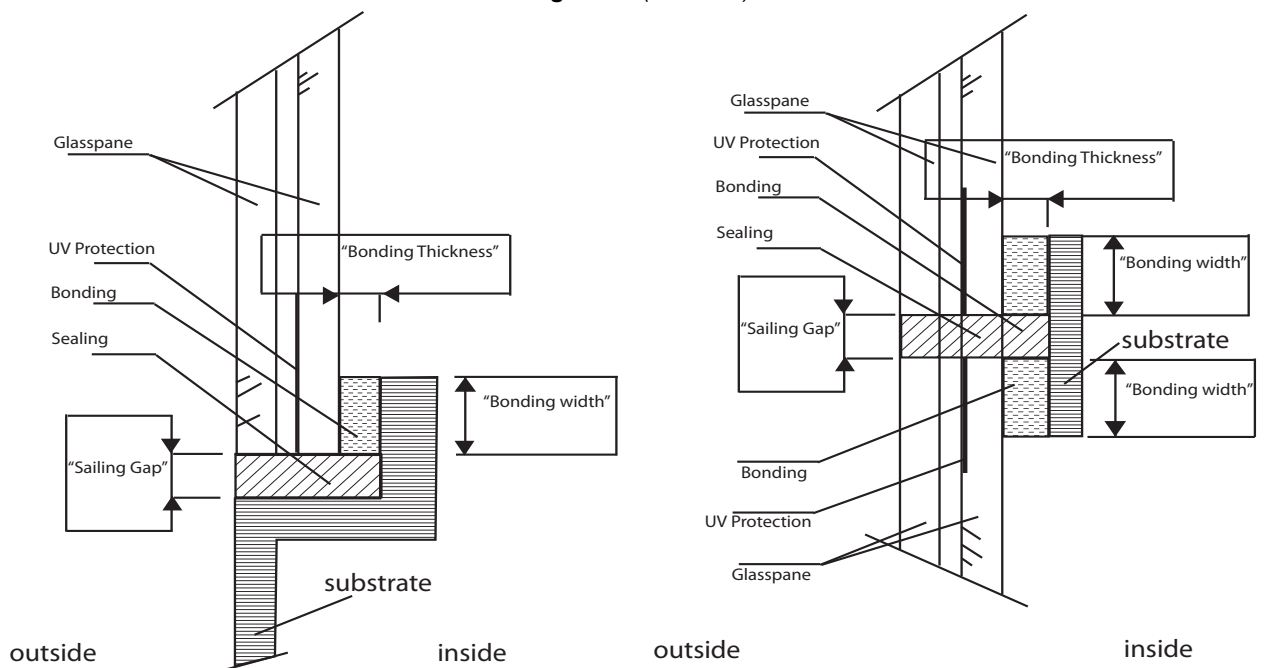 Glasspane
"Bonding Thickness"
UV Protection
Bonding
Sealing
"Bonding width"
"Sailing Gap"
substrate
outside
inside
Glasspane
"Bonding Thickness"
UV Protection
Bonding
Sealing
"Bonding width"
"Sailing Gap"
substrate
"Bonding width"
Bonding
UV Protection
Glasspane
outside
inside